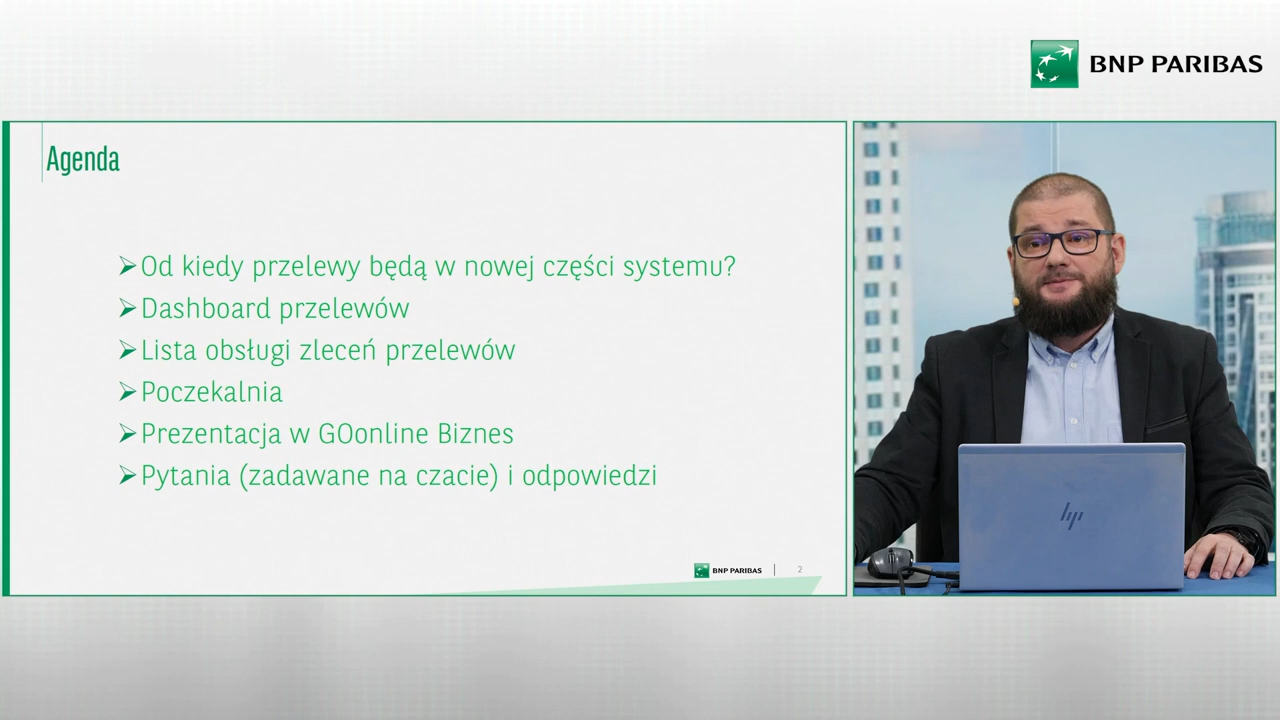 BNP PARIBAS
Agenda
➢Od kiedy przelewy będą w nowej części systemu?
➢Dashboard przelewów
➢Lista obsługi zleceń przelewów
➢Poczekalnia
➢Prezentacja w GOonline Biznes
➢Pytania (zadawane na czacie) i odpowiedzi
BNP PARIBAS | 2
hp